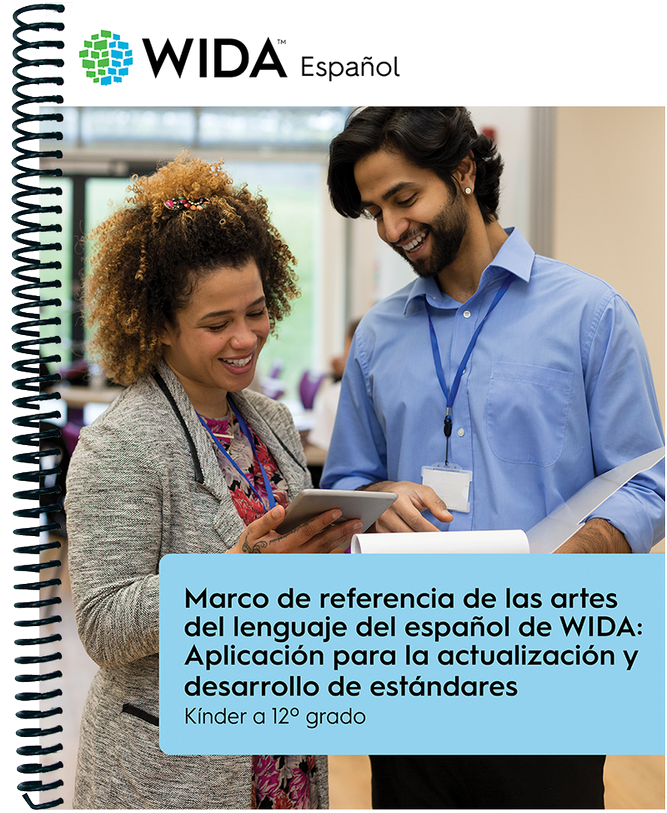 WIDA™ Español
Marco de referencia de las artes
del lenguaje del español de WIDA:
Aplicación para la actualización y
desarrollo de estándares
Kínder a 12º grado